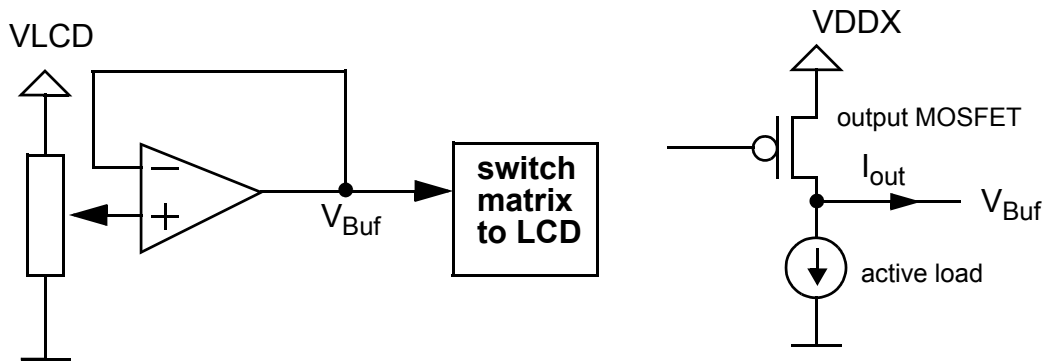 VLCD
−
+
V_Buf
switch
matrix
to LCD
VDDX
output MOSFET
I_out
V_Buf
active load